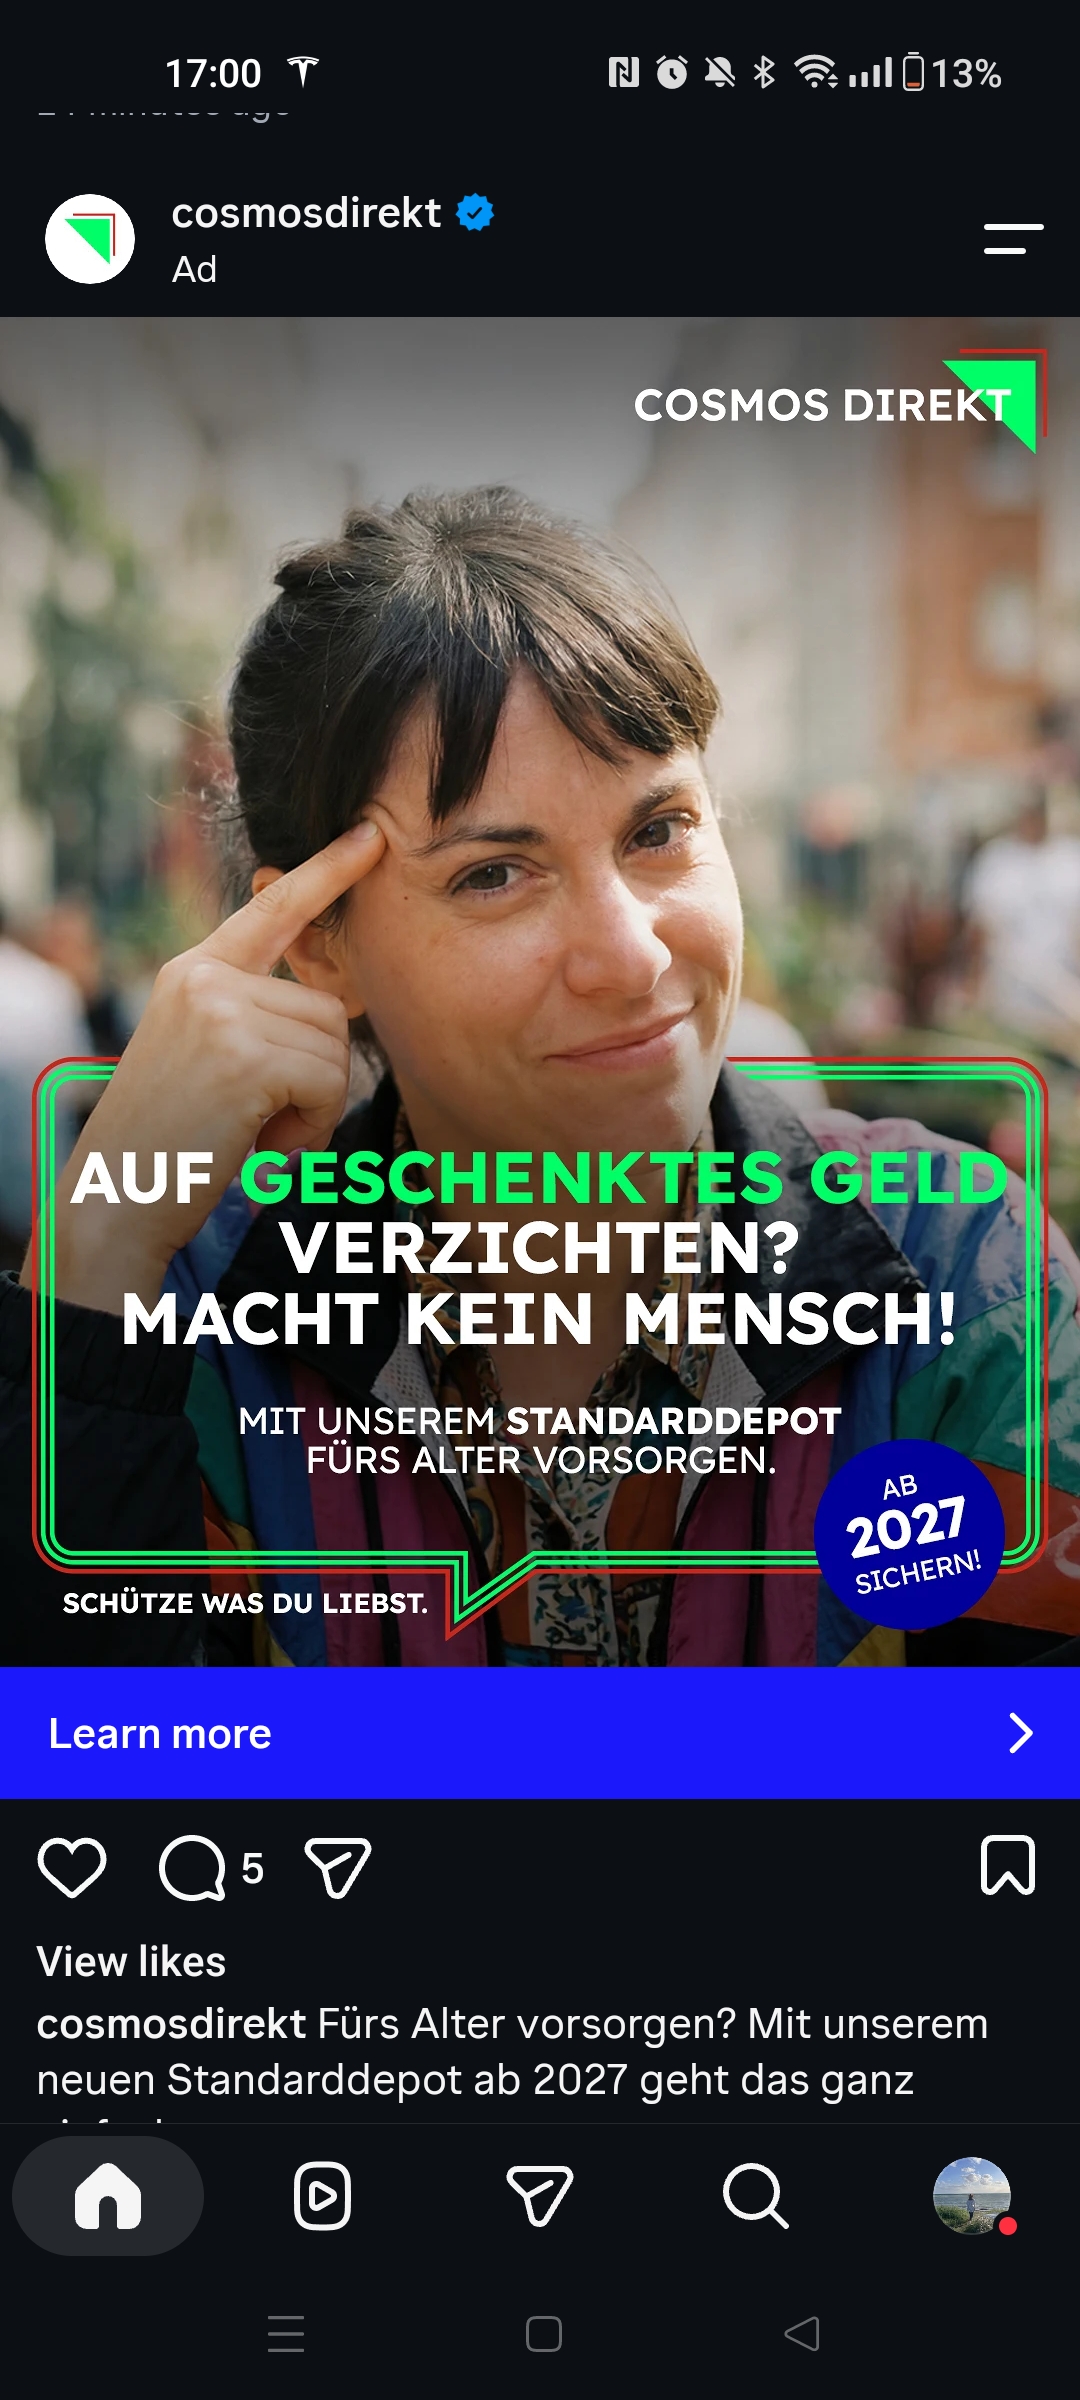 17:00
13%
cosmosdirekt
Ad
COSMOS DIREKT
AUF GESCHENKTES GELD
VERZICHTEN?
MACHT KEIN MENSCH!
MIT UNSEREM STANDARDDEPOT
FÜRS ALTER VORSORGEN.
AB
2027
SICHERN!
SCHÜTZE WAS DU LIEBST.
Learn more
5
View likes
cosmosdirekt Fürs Alter vorsorgen? Mit unserem
neuen Standarddepot ab 2027 geht das ganz